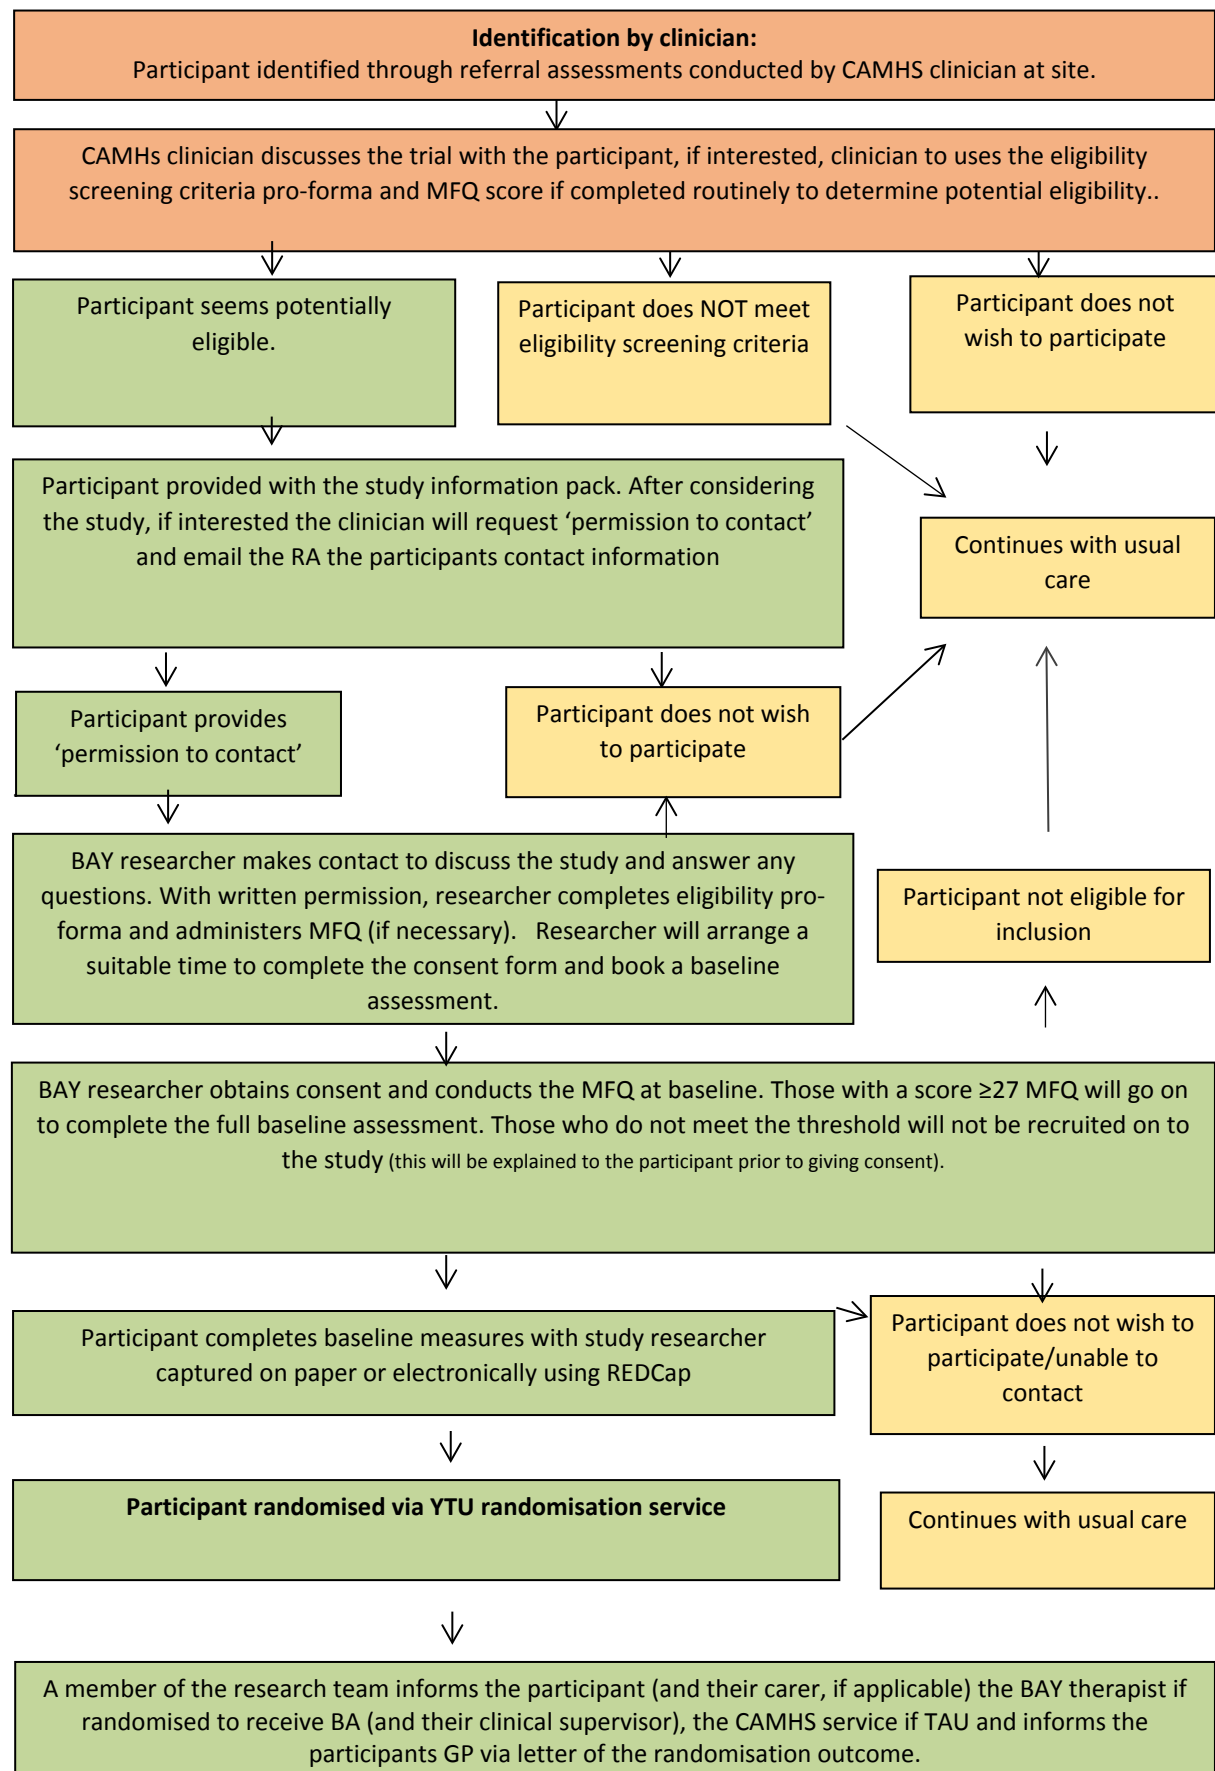 Identification by clinician:
Participant identified through referral assessments conducted by CAMHS clinician at site.
CAMHs clinician discusses the trial with the participant, if interested, clinician to uses the eligibility
screening criteria pro-forma and MFQ score if completed routinely to determine potential eligibility..
Participant seems potentially
eligible.
Participant does NOT meet
eligibility screening criteria
Participant does not
wish to participate
Participant provided with the study information pack. After considering
the study, if interested the clinician will request ‘permission to contact’
and email the RA the participants contact information
Continues with usual
care
Participant provides
‘permission to contact’
Participant does not wish
to participate
BAY researcher makes contact to discuss the study and answer any
questions. With written permission, researcher completes eligibility pro-
forma and administers MFQ (if necessary).   Researcher will arrange a
suitable time to complete the consent form and book a baseline
assessment.
Participant not eligible for
inclusion
BAY researcher obtains consent and conducts the MFQ at baseline. Those with a score ≥27 MFQ will go on
to complete the full baseline assessment. Those who do not meet the threshold will not be recruited on to
the study (this will be explained to the participant prior to giving consent).
Participant completes baseline measures with study researcher
captured on paper or electronically using REDCap
Participant does not wish to
participate/unable to
contact
Participant randomised via YTU randomisation service
Continues with usual care
A member of the research team informs the participant (and their carer, if applicable) the BAY therapist if
randomised to receive BA (and their clinical supervisor), the CAMHS service if TAU and informs the
participants GP via letter of the randomisation outcome.